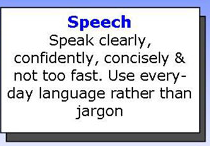 Speech
Speak clearly,
confidently, concisely &
not too fast. Use every-
day language rather than
jargon